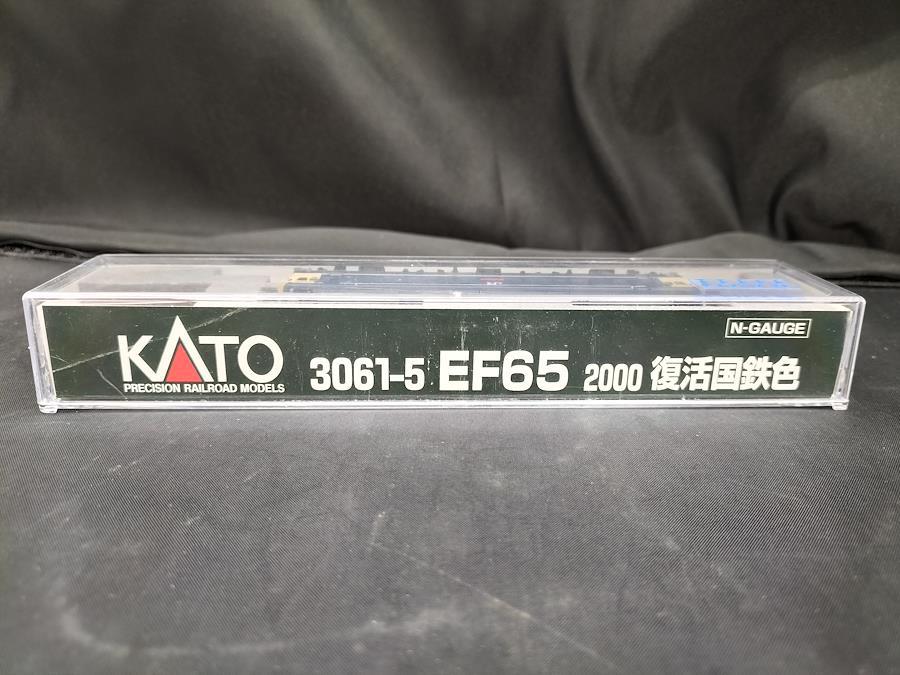 N-GAUGE
KATO 3061-5 EF65 2000 復活国鉄色
PRECISION RAILROAD MODELS